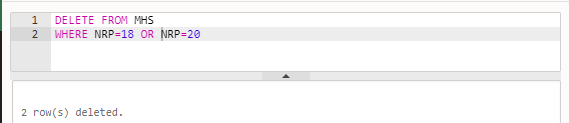 1 DELETE FROM MHS
2 WHERE NRP=18 OR NRP=20
2 row(s) deleted.